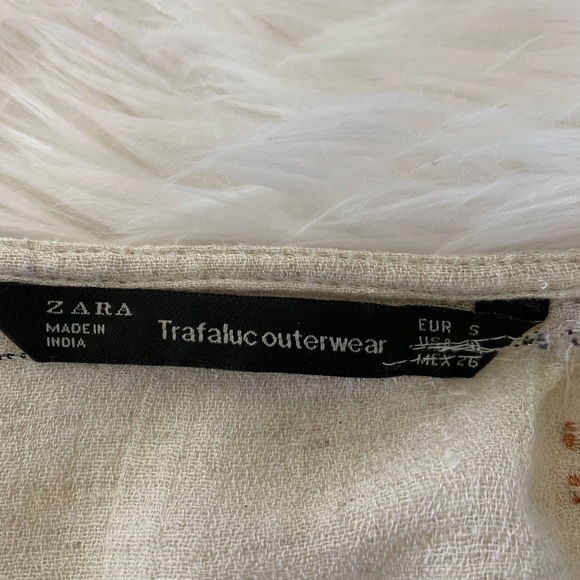 ZARA
MADE IN
INDIA
Trafaluc outerwear
EUR S
USA S
MEX 26